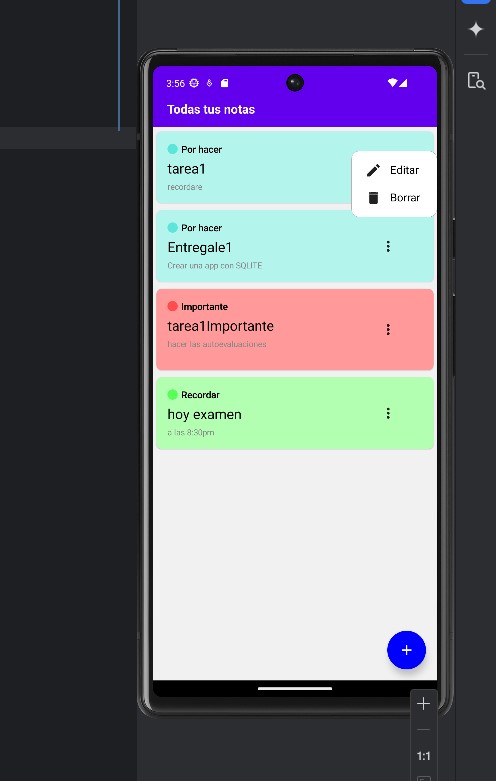 3:56
Todas tus notas
Por hacer
tarea1
recordare
Editar
Borrar
Por hacer
Entregale1
Crear una app con SQLITE
Importante
tarea1Importante
hacer las autoevaluaciones
Recordar
hoy examen
a las 8:30pm
+
1:1